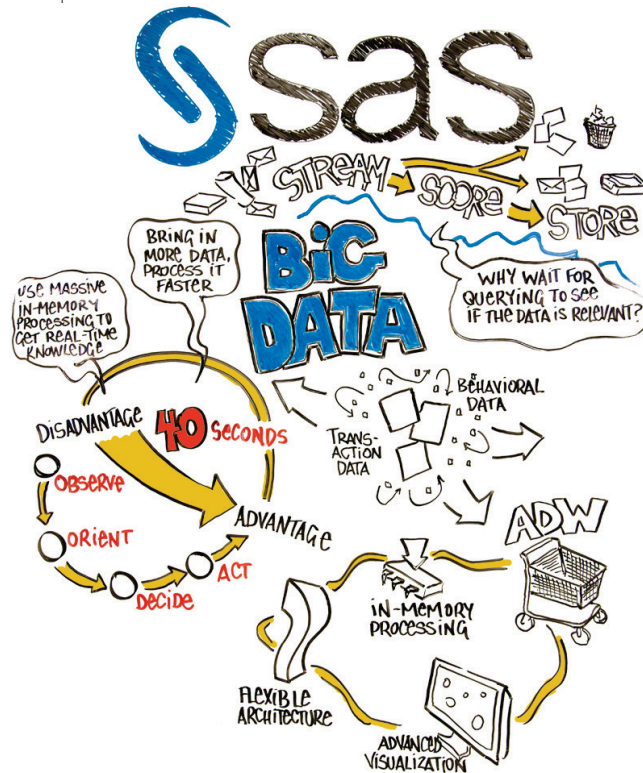 sas
STREAM
SCORE
STORE
BiG
DATA
BRING IN
MORE DATA,
PROCESS IT
FASTER
USE MASSIVE
IN-MEMORY
PROCESSING TO
GET REAL-TIME
KNOWLEDGE
WHY WAIT FOR
QUERYING TO SEE
IF THE DATA IS RELEVANT?
DISADVANTAGE
40 SECONDS
ADVANTAGE
OBSERVE
ORIENT
DECIDE
ACT
BEHAVIORAL
DATA
TRANS-
ACTION
DATA
ADW
IN-MEMORY
PROCESSING
FLEXIBLE
ARCHITECTURE
ADVANCED
VISUALIZATION